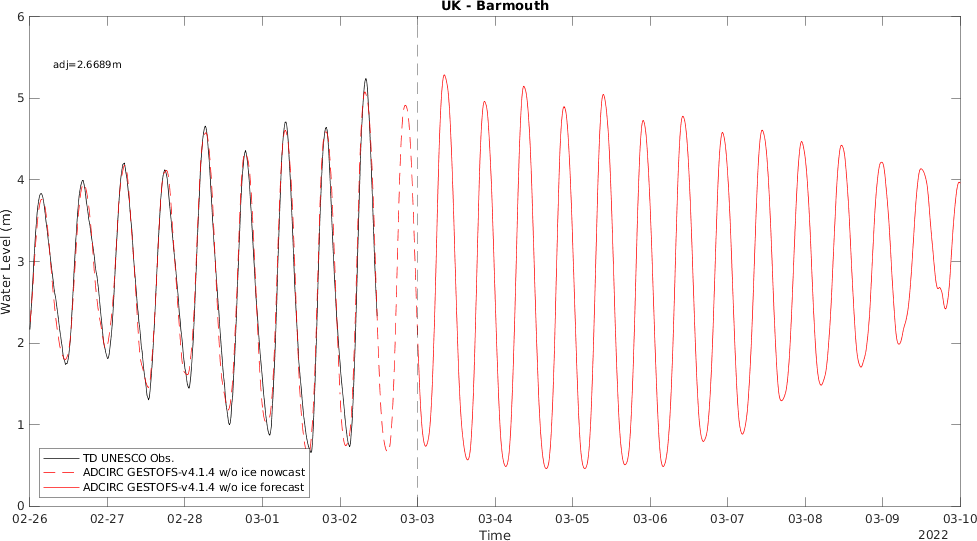 UK - Barmouth
6
adj=2.6689m
5
4
3
2
1
0
Water Level (m)
TD UNESCO Obs.
ADCIRC GESTOFS-v4.1.4 w/o ice nowcast
ADCIRC GESTOFS-v4.1.4 w/o ice forecast
02-26 02-27 02-28 03-01 03-02 03-03 03-04 03-05 03-06 03-07 03-08 03-09 03-10
Time
2022